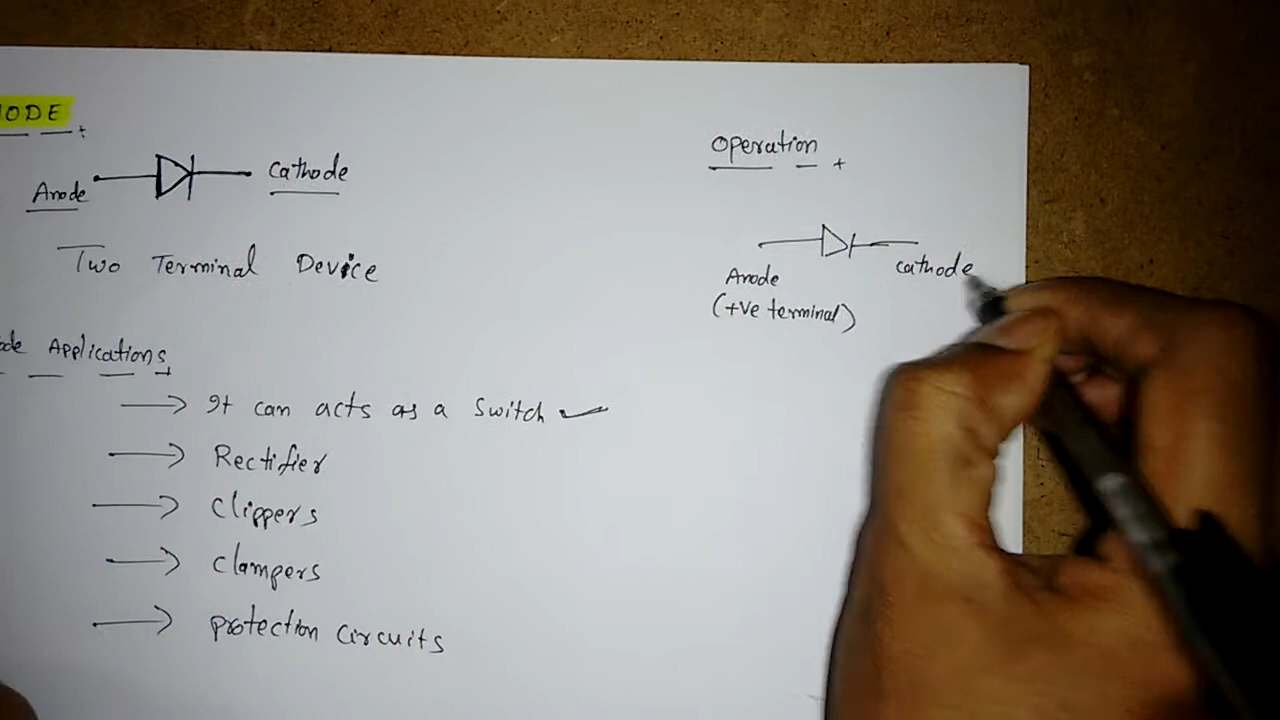 ODE
Anode
Cathode
Two Terminal Device
ode Applications
It can acts as a Switch
Rectifier
Clippers
Clampers
protection Circuits
Operation
Anode
(+ve terminal)
cathode